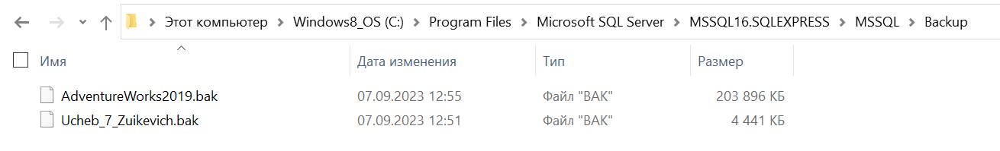 Этот компьютер > Windows8_OS (C:) > Program Files > Microsoft SQL Server > MSSQL16.SQLEXPRESS > MSSQL > Backup
Имя Дата изменения Тип Размер
AdventureWorks2019.bak 07.09.2023 12:55 Файл "BAK" 203 896 КБ
Ucheb_7_Zuikevich.bak 07.09.2023 12:51 Файл "BAK" 4 441 КБ